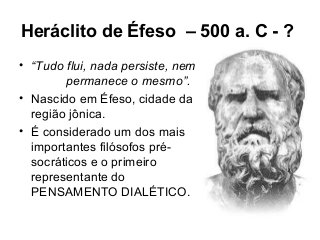 Heráclito de Éfeso – 500 a. C - ?
• “Tudo flui, nada persiste, nem
permanece o mesmo”.
• Nascido em Éfeso, cidade da
região jônica.
• É considerado um dos mais
importantes filósofos pré-
socráticos e o primeiro
representante do
PENSAMENTO DIALÉTICO.